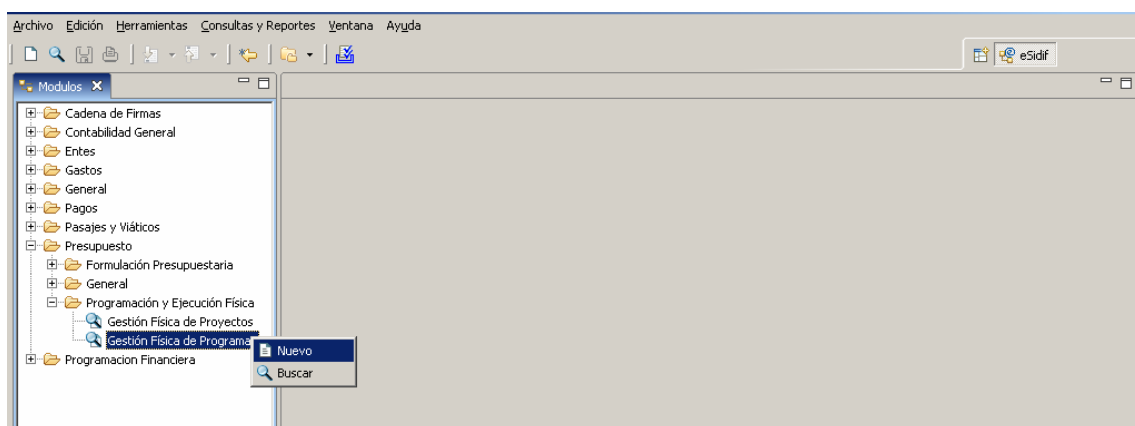 Archivo Edición Herramientas Consultas y Reportes Ventana Ayuda
eSidif
Modulos
Cadena de Firmas
Contabilidad General
Entes
Gastos
General
Pagos
Pasajes y Viáticos
Presupuesto
Formulación Presupuestaria
General
Programación y Ejecución Física
Gestión Física de Proyectos
Gestión Física de Programa
Nuevo
Programacion Financiera
Buscar